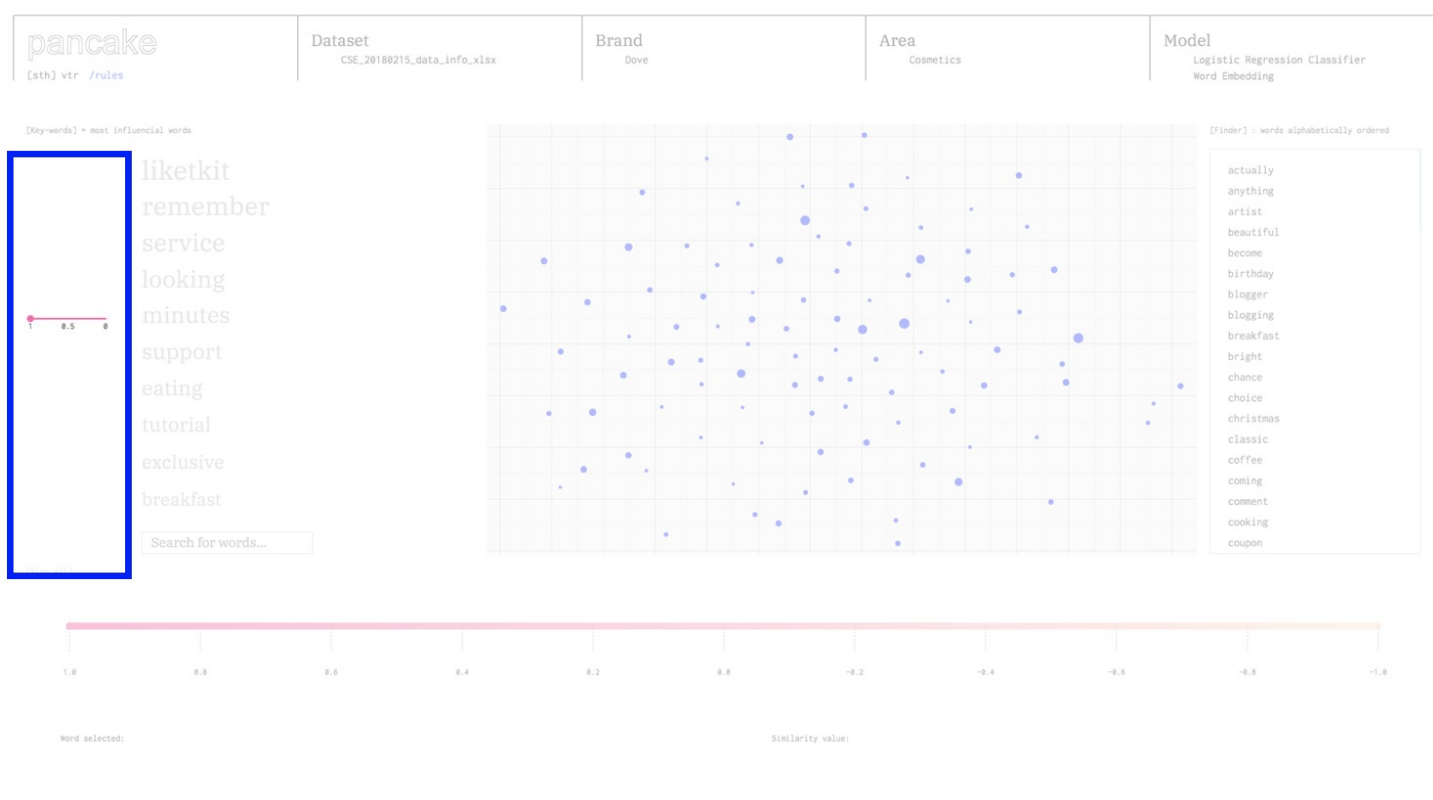 pancake
[sth] vtr /rules
Dataset
CSE_20180215_data_info_xlsx
Brand
Dove
Area
Cosmetics
Model
Logistic Regression Classifier
Word Embedding
[Key-words] = most influential words
liketkit
remember
service
looking
minutes
support
eating
tutorial
exclusive
breakfast
Search for words...
1 0.5 0
[Finder] : words alphabetically ordered
actually
anything
artist
beautiful
become
birthday
blogger
blogging
breakfast
bright
chance
choice
christmas
classic
coffee
coming
comment
cooking
coupon
1.0 0.8 0.6 0.4 0.2 0.0 -0.2 -0.4 -0.6 -0.8 -1.0
Word selected:
Similarity value: